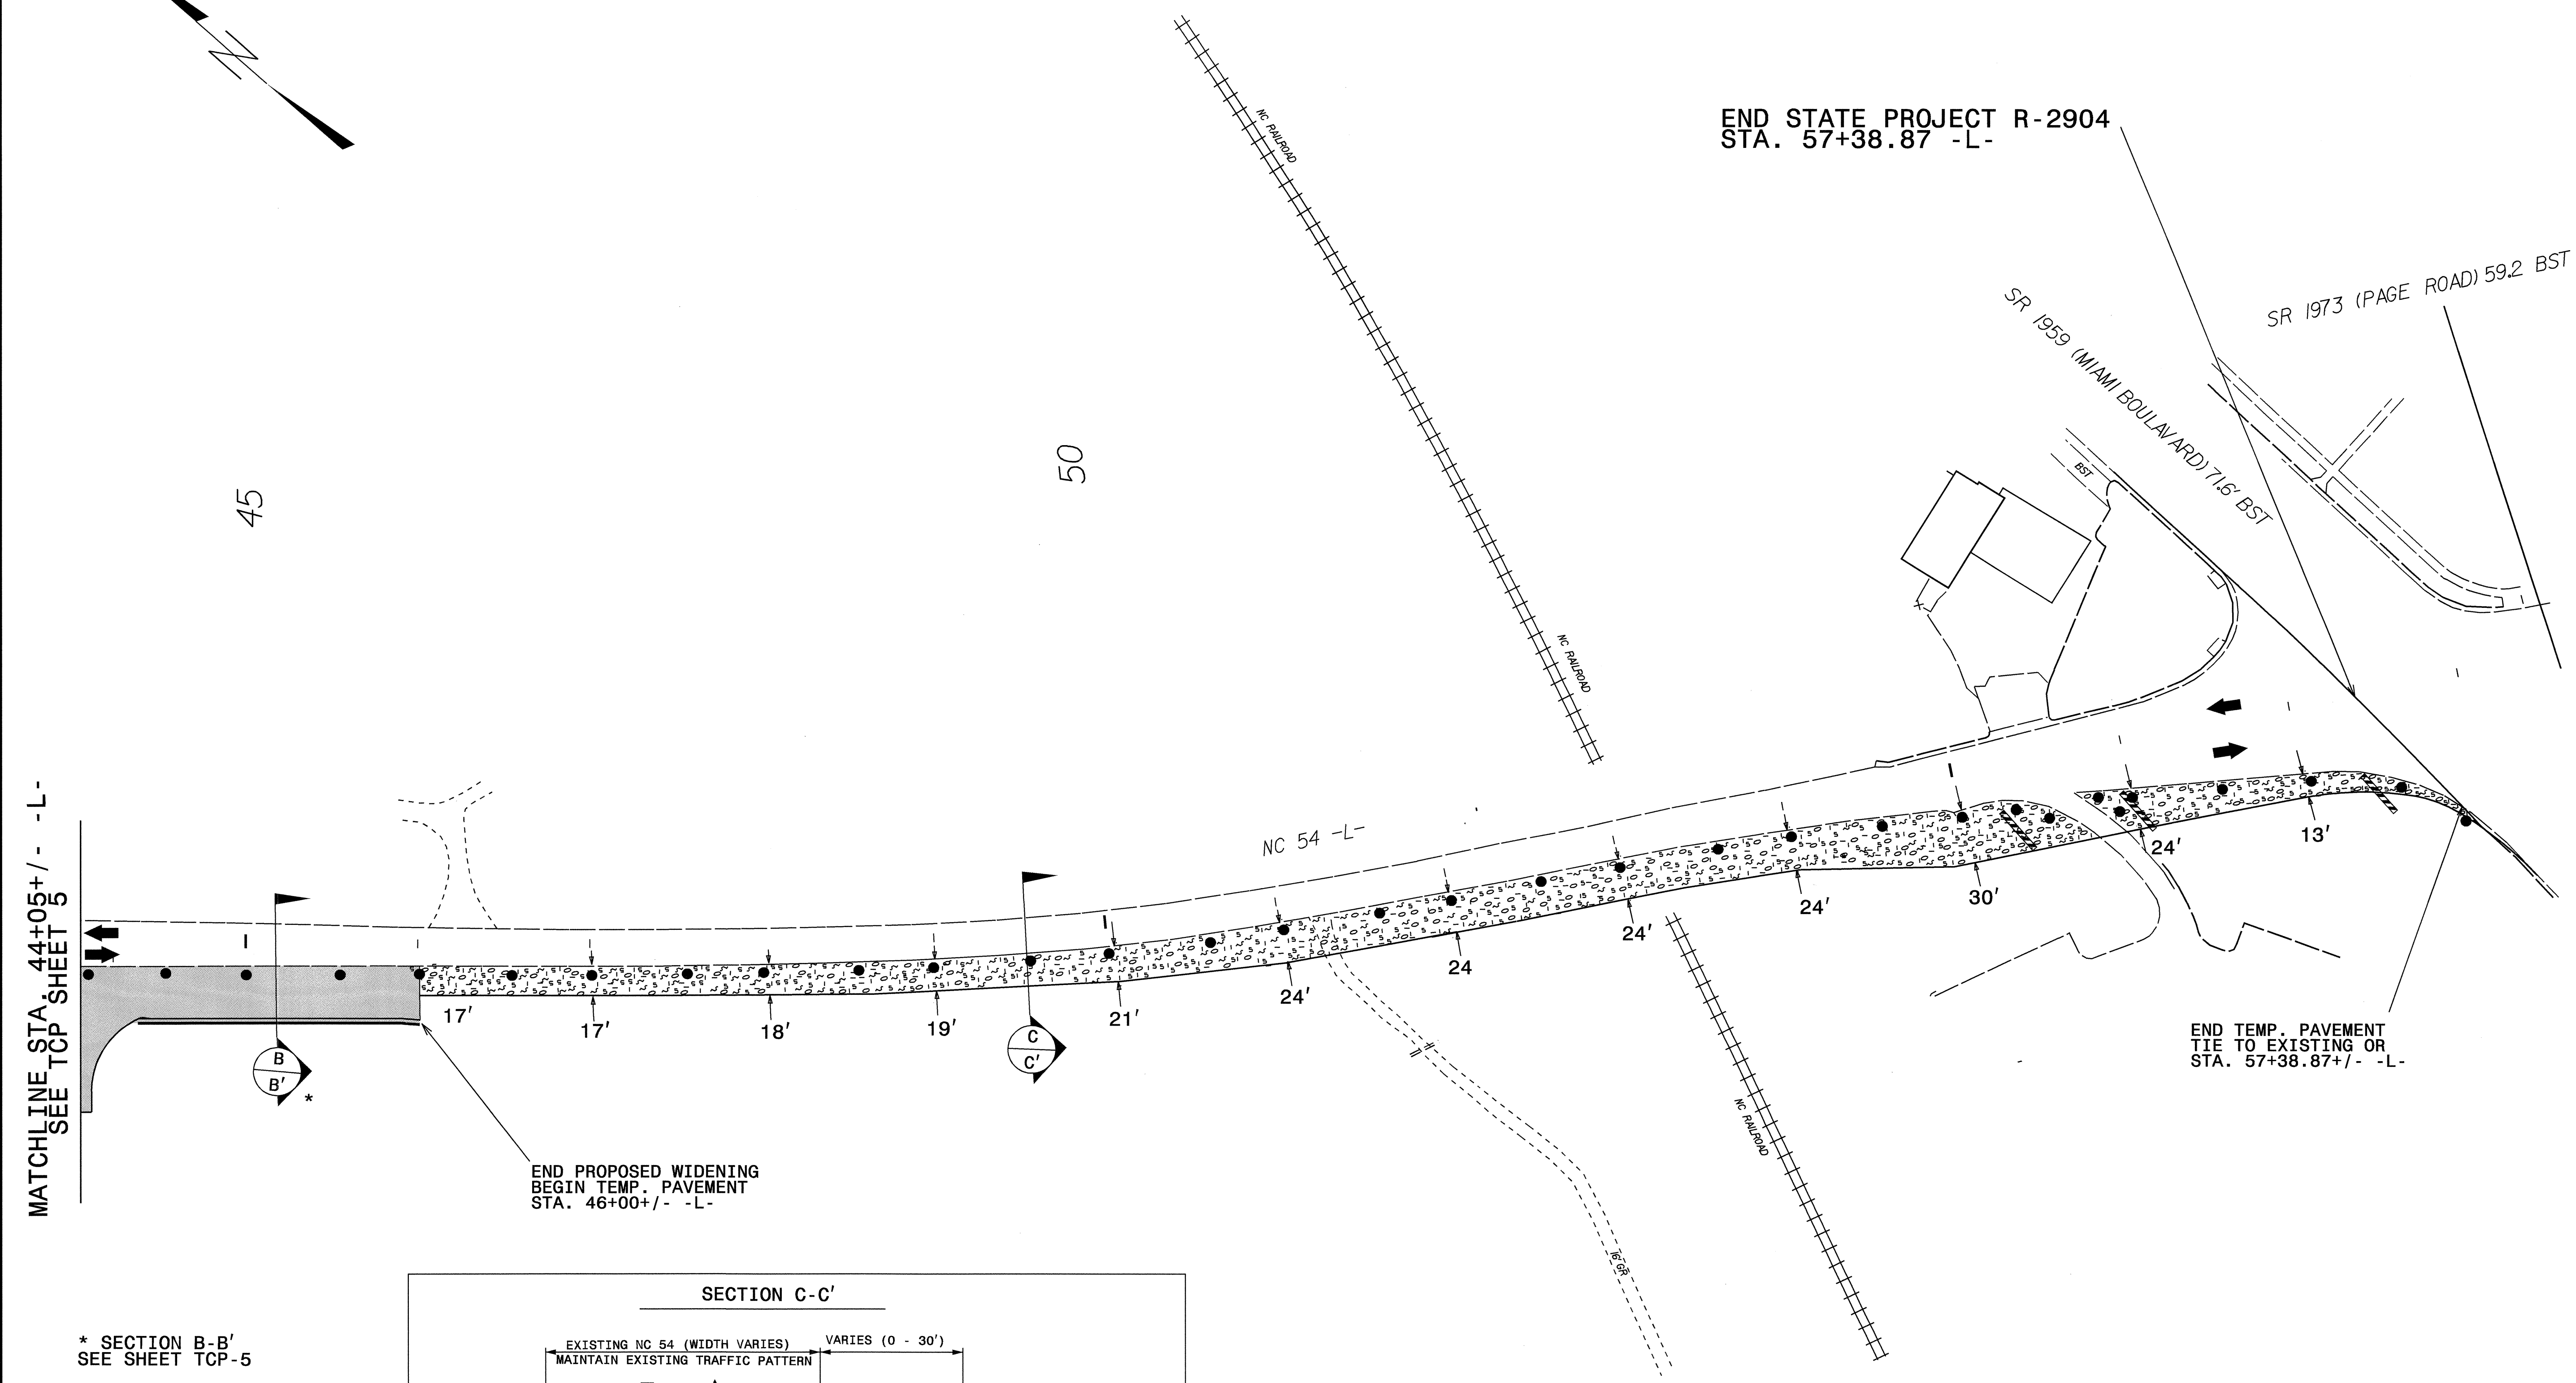 N
NC RAILROAD
END STATE PROJECT R-2904
STA. 57+38.87 -L-
SR 1973 (PAGE ROAD) 59.2 BST
SR 1959 (MIAMI BOULAVARD) 71.6' BST
BST
45
50
NC RAILROAD
MATCHLINE STA. 44+05+/- -L-
SEE TCP SHEET 5
NC 54 -L-
17'
17'
18'
19'
21'
24'
24
24'
24'
30'
24'
13'
B
B'
*
C
C'
END TEMP. PAVEMENT
TIE TO EXISTING OR
STA. 57+38.87+/- -L-
NC RAILROAD
END PROPOSED WIDENING
BEGIN TEMP. PAVEMENT
STA. 46+00+/- -L-
16' GR
SECTION C-C'
* SECTION B-B'
SEE SHEET TCP-5
EXISTING NC 54 (WIDTH VARIES)
VARIES (0 - 30')
MAINTAIN EXISTING TRAFFIC PATTERN